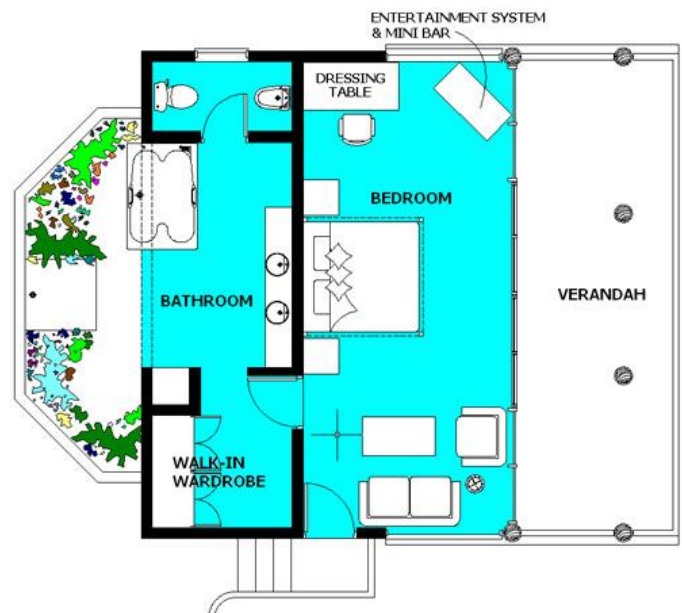 ENTERTAINMENT SYSTEM
& MINI BAR
DRESSING
TABLE
BEDROOM
VERANDAH
BATHROOM
WALK-IN
WARDROBE